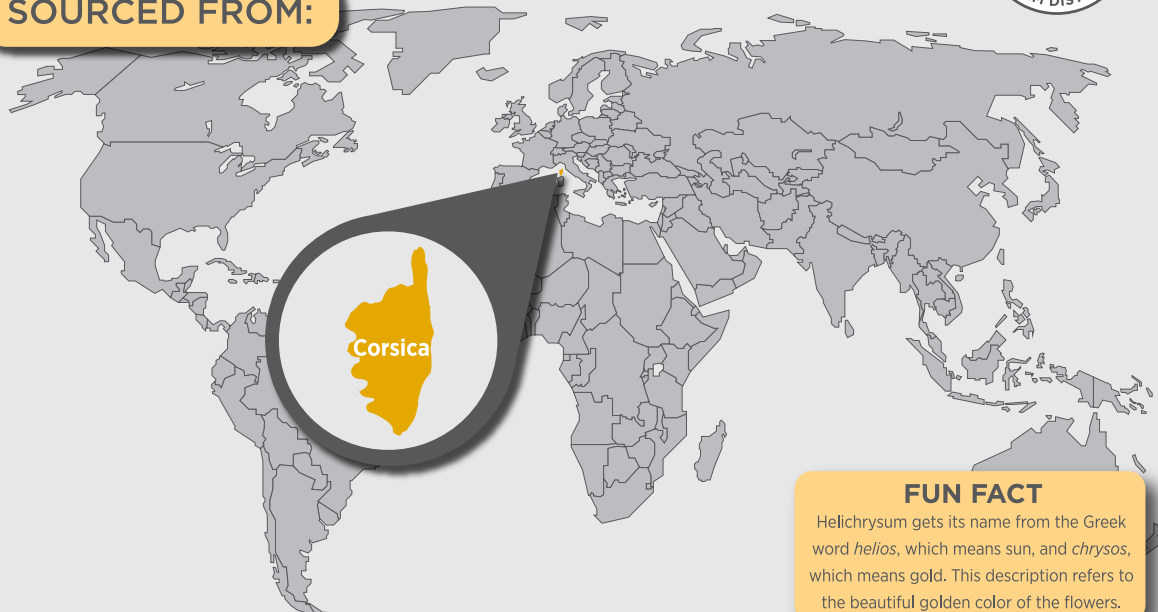 SOURCED FROM:
Corsica
FUN FACT
Helichrysum gets its name from the Greek
word helios, which means sun, and chrysos,
which means gold. This description refers to
the beautiful golden color of the flowers.